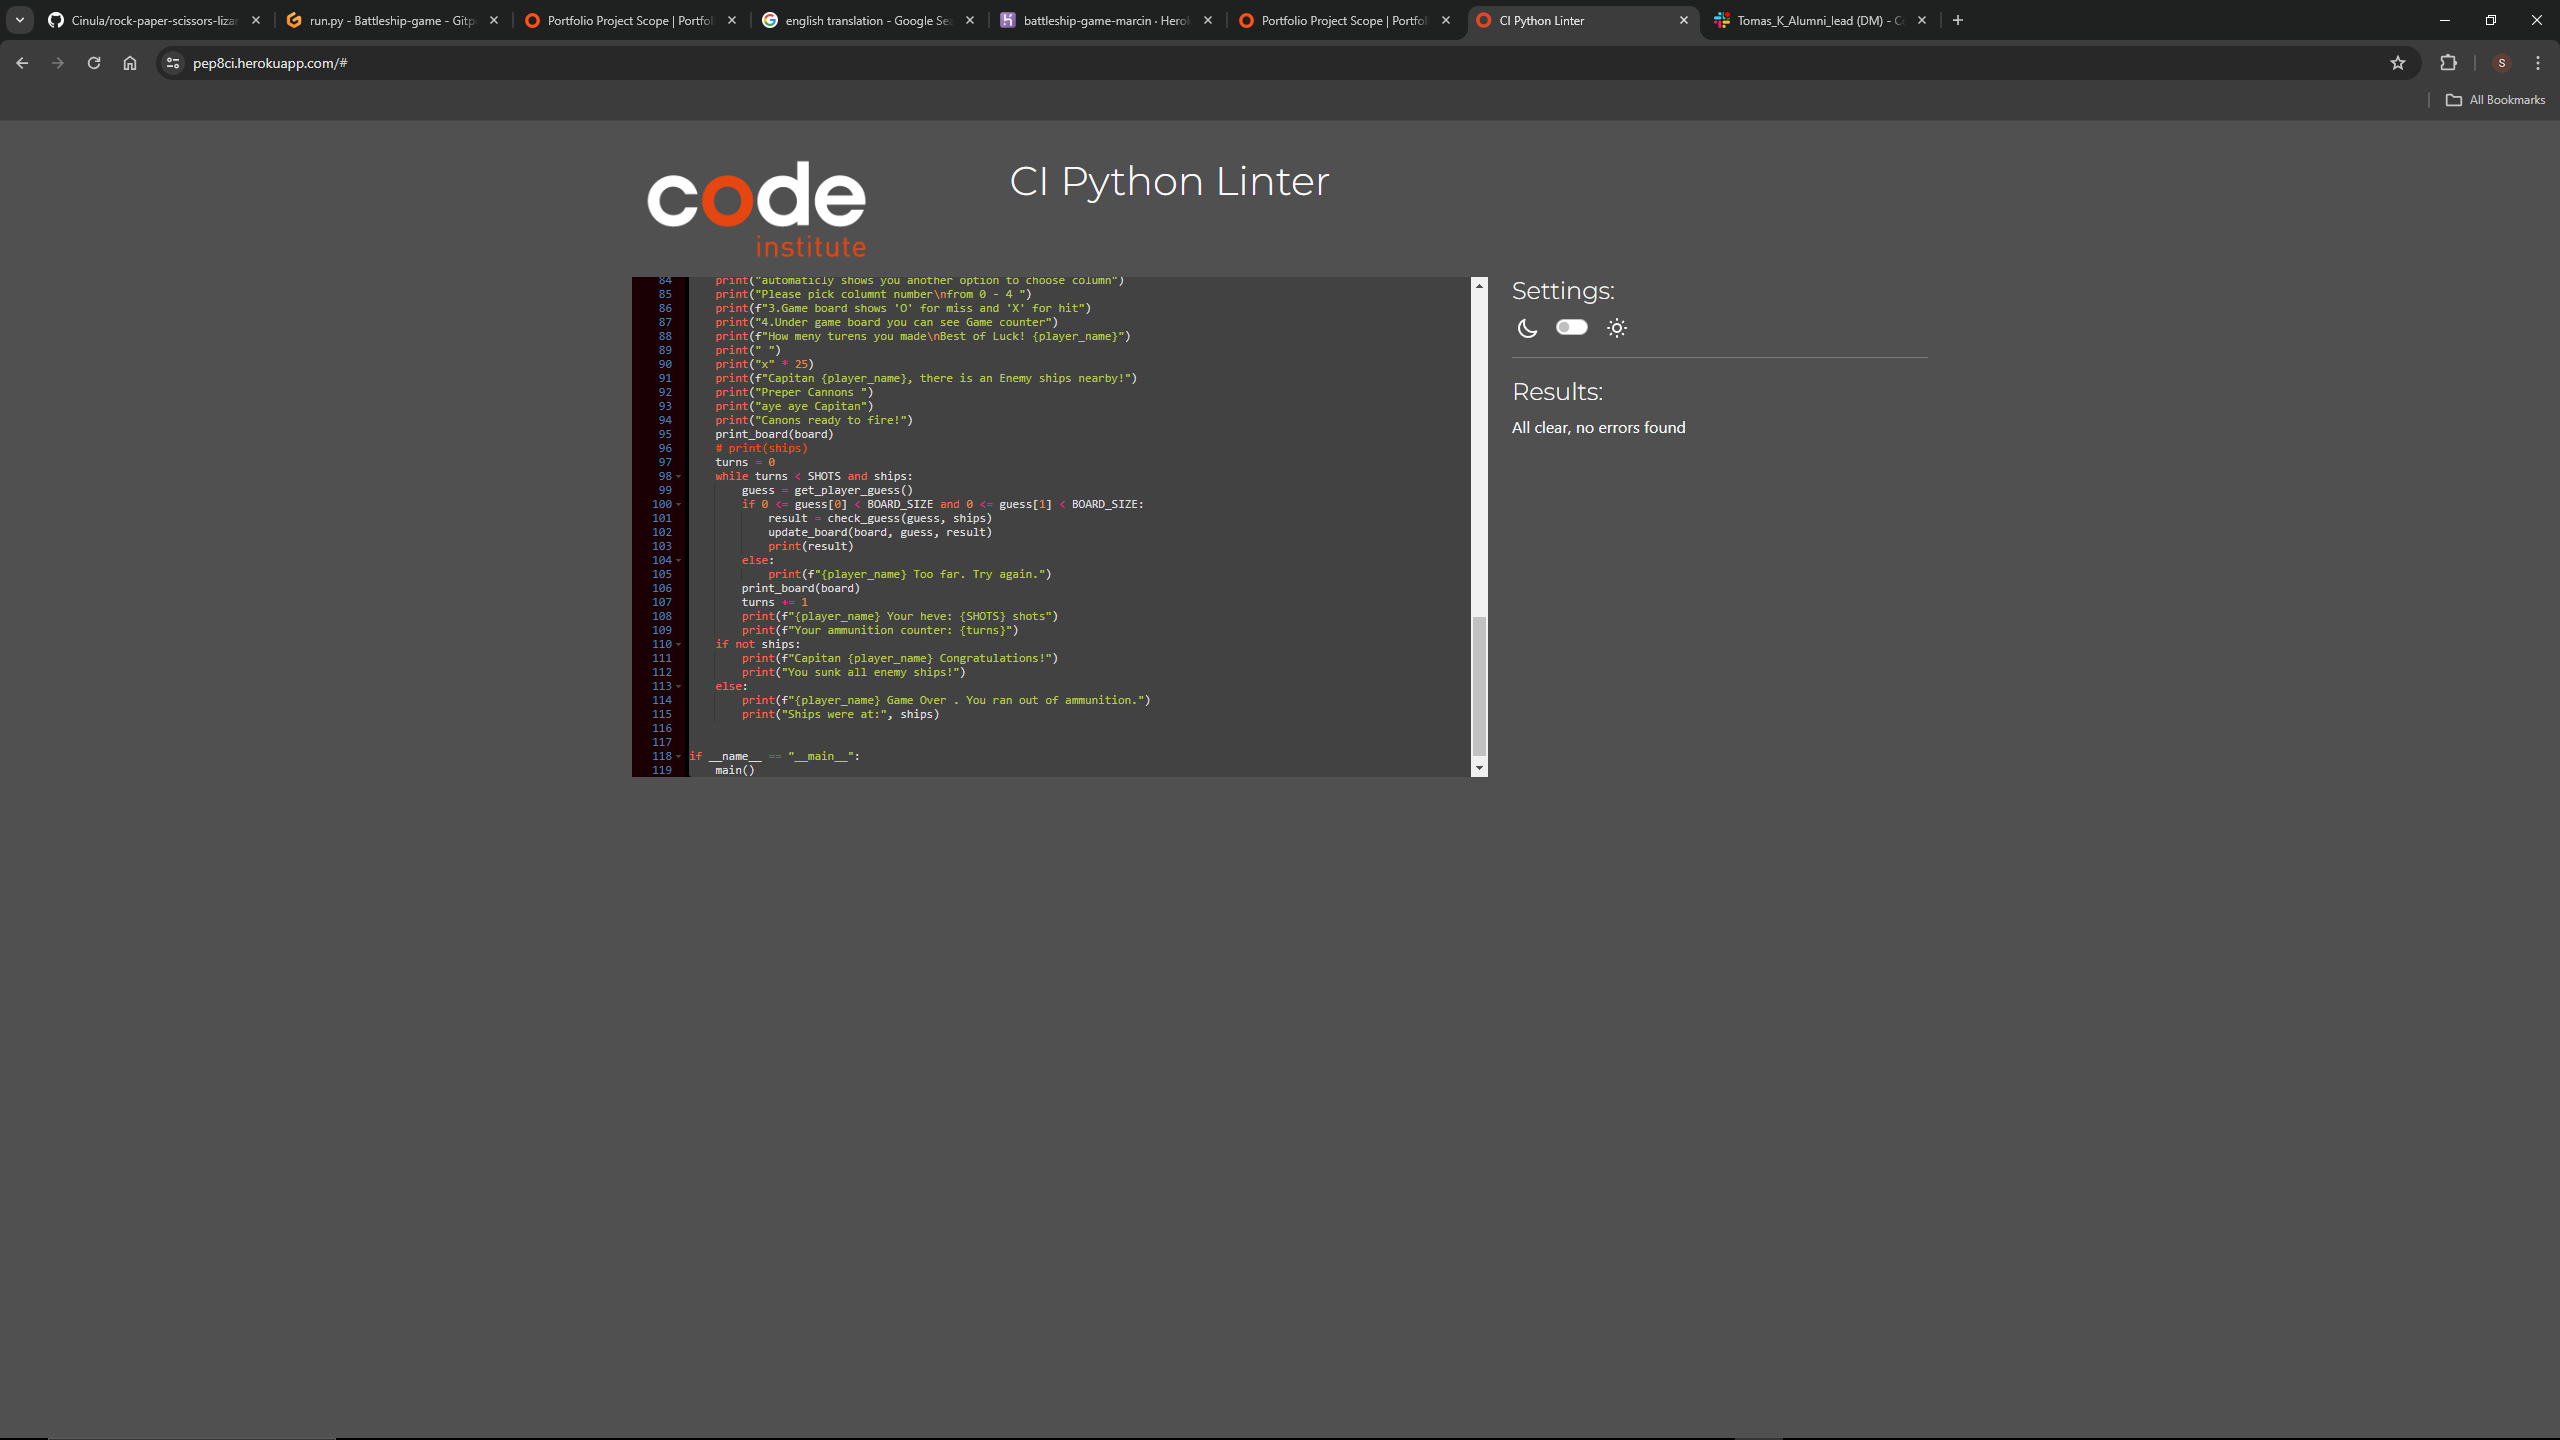 Cinula/rock-paper-scissors-lizar
run.py - Battleship-game - Gitp
Portfolio Project Scope | Portfol
english translation - Google Sea
battleship-game-marcin · Herok
Portfolio Project Scope | Portfol
CI Python Linter
Tomas_K_Alumni_lead (DM) - Co
pep8ci.herokuapp.com/#
S
All Bookmarks
code
institute
CI Python Linter
84 print("automaticly shows you another option to choose column")
85 print("Please pick columnt number\nfrom 0 - 4 ")
86 print(f"3.Game board shows 'O' for miss and 'X' for hit")
87 print("4.Under game board you can see Game counter")
88 print(f"How meny turens you made\nBest of Luck! {player_name}")
89 print(" ")
90 print("x" * 25)
91 print(f"Capitan {player_name}, there is an Enemy ships nearby!")
92 print("Preper Cannons ")
93 print("aye aye Capitan")
94 print("Canons ready to fire!")
95 print_board(board)
96 # print(ships)
97 turns = 0
98 while turns < SHOTS and ships:
99 guess = get_player_guess()
100 if 0 <= guess[0] < BOARD_SIZE and 0 <= guess[1] < BOARD_SIZE:
101 result = check_guess(guess, ships)
102 update_board(board, guess, result)
103 print(result)
104 else:
105 print(f"{player_name} Too far. Try again.")
106 print_board(board)
107 turns += 1
108 print(f"{player_name} Your heve: {SHOTS} shots")
109 print(f"Your ammunition counter: {turns}")
110 if not ships:
111 print(f"Capitan {player_name} Congratulations!")
112 print("You sunk all enemy ships!")
113 else:
114 print(f"{player_name} Game Over . You ran out of ammunition.")
115 print("Ships were at:", ships)
116
117
118 if __name__ == "__main__":
119 main()
Settings:
Results:
All clear, no errors found